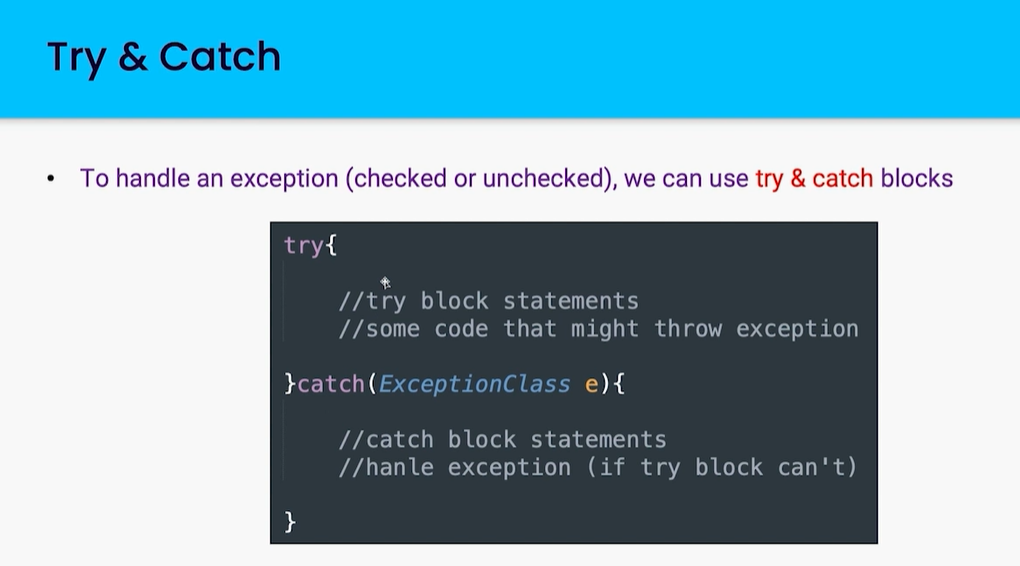 Try & Catch
• To handle an exception (checked or unchecked), we can use try & catch blocks
try{
//try block statements
//some code that might throw exception
}catch(ExceptionClass e){
//catch block statements
//hanle exception (if try block can't)
}